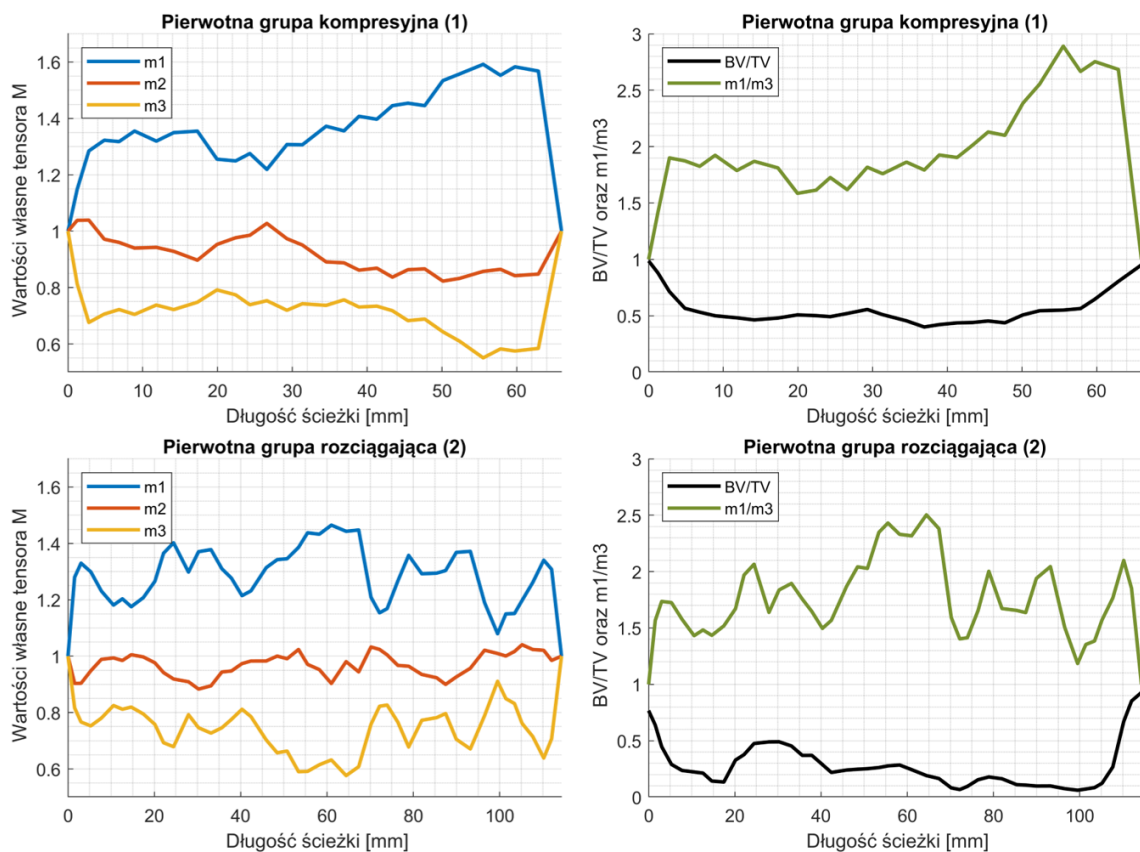 Pierwotna grupa kompresyjna (1)
Wartości własne tensora M
1.6
1.4
1.2
1
0.8
0.6
m1
m2
m3
0 10 20 30 40 50 60
Długość ścieżki [mm]
Pierwotna grupa kompresyjna (1)
BV/TV oraz m1/m3
3
2.5
2
1.5
1
0.5
0
BV/TV
m1/m3
0 10 20 30 40 50 60
Długość ścieżki [mm]
Pierwotna grupa rozciągająca (2)
Wartości własne tensora M
1.6
1.4
1.2
1
0.8
0.6
m1
m2
m3
0 20 40 60 80 100
Długość ścieżki [mm]
Pierwotna grupa rozciągająca (2)
BV/TV oraz m1/m3
3
2.5
2
1.5
1
0.5
0
BV/TV
m1/m3
0 20 40 60 80 100
Długość ścieżki [mm]